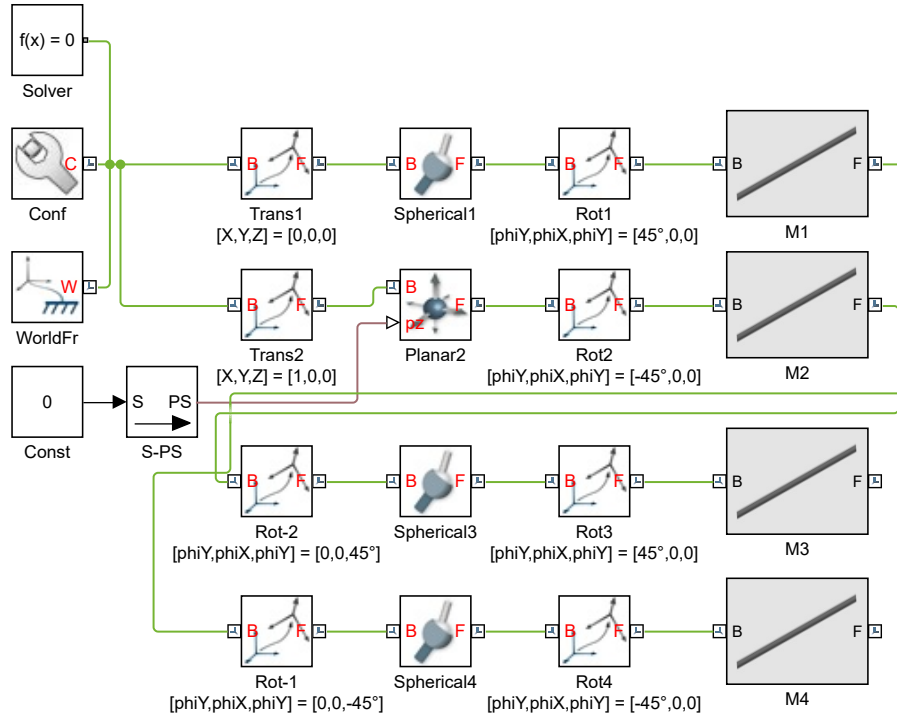 f(x) = 0
Solver
C
Conf
B F
Trans1
[X,Y,Z] = [0,0,0]
B F
Spherical1
B F
Rot1
[phiY,phiX,phiY] = [45°,0,0]
B F
M1
W
WorldFr
B F
Trans2
[X,Y,Z] = [1,0,0]
B F
pz
Planar2
B F
Rot2
[phiY,phiX,phiY] = [-45°,0,0]
B F
M2
0
Const
S PS
S-PS
B F
Rot-2
[phiY,phiX,phiY] = [0,0,45°]
B F
Spherical3
B F
Rot3
[phiY,phiX,phiY] = [45°,0,0]
B F
M3
B F
Rot-1
[phiY,phiX,phiY] = [0,0,-45°]
B F
Spherical4
B F
Rot4
[phiY,phiX,phiY] = [-45°,0,0]
B F
M4